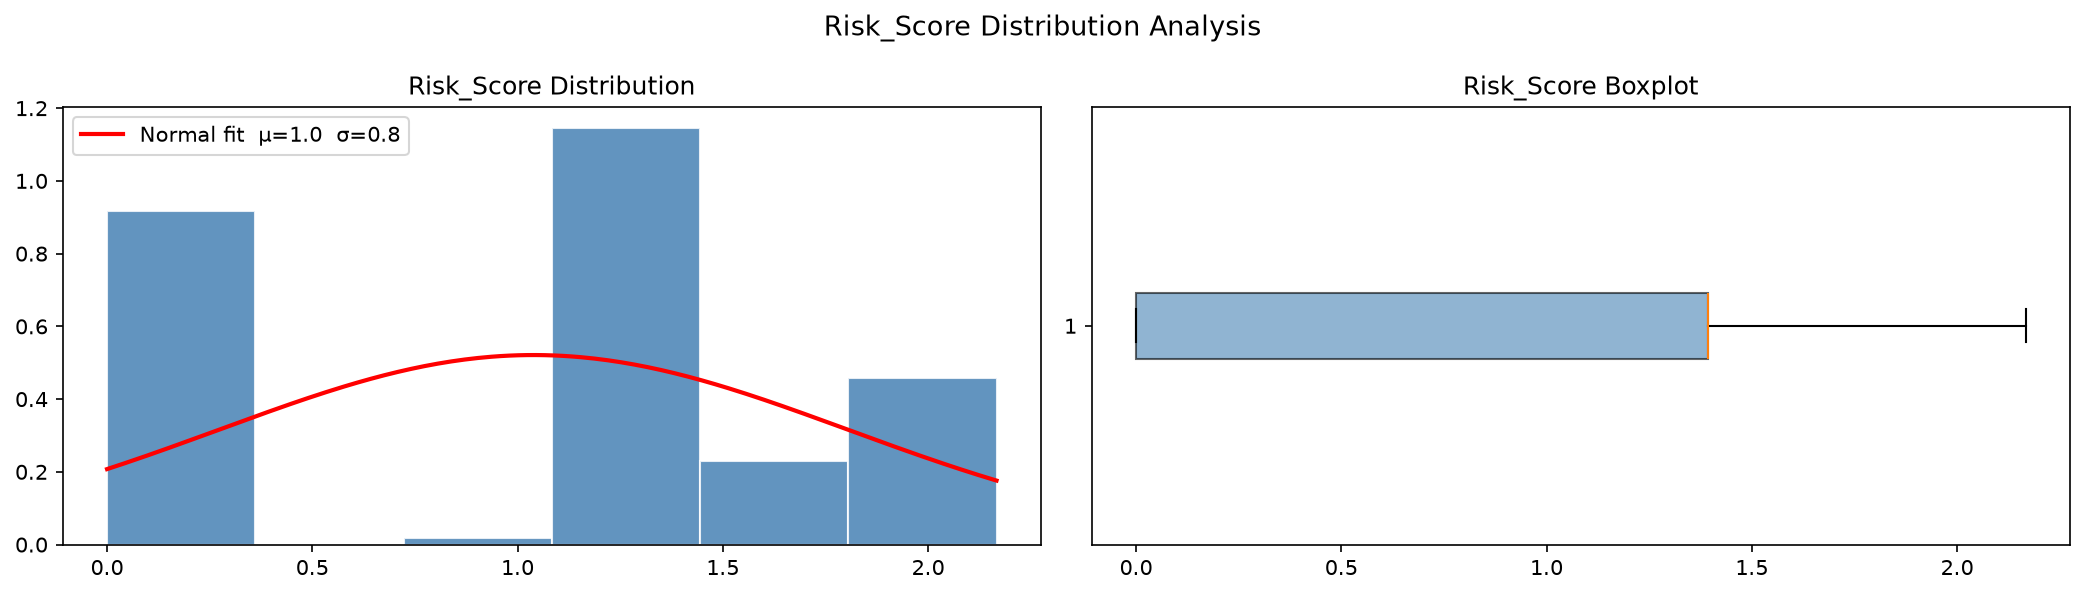 Risk_Score Distribution Analysis
Risk_Score Distribution
Normal fit  μ=1.0  σ=0.8
1.2
1.0
0.8
0.6
0.4
0.2
0.0
0.0 0.5 1.0 1.5 2.0
Risk_Score Boxplot
1
0.0 0.5 1.0 1.5 2.0